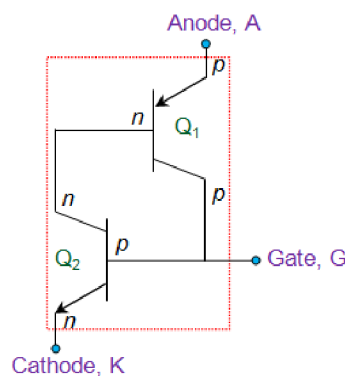 Anode, A
p
n
Q1
n
p
Q2
p
Gate, G
n
Cathode, K